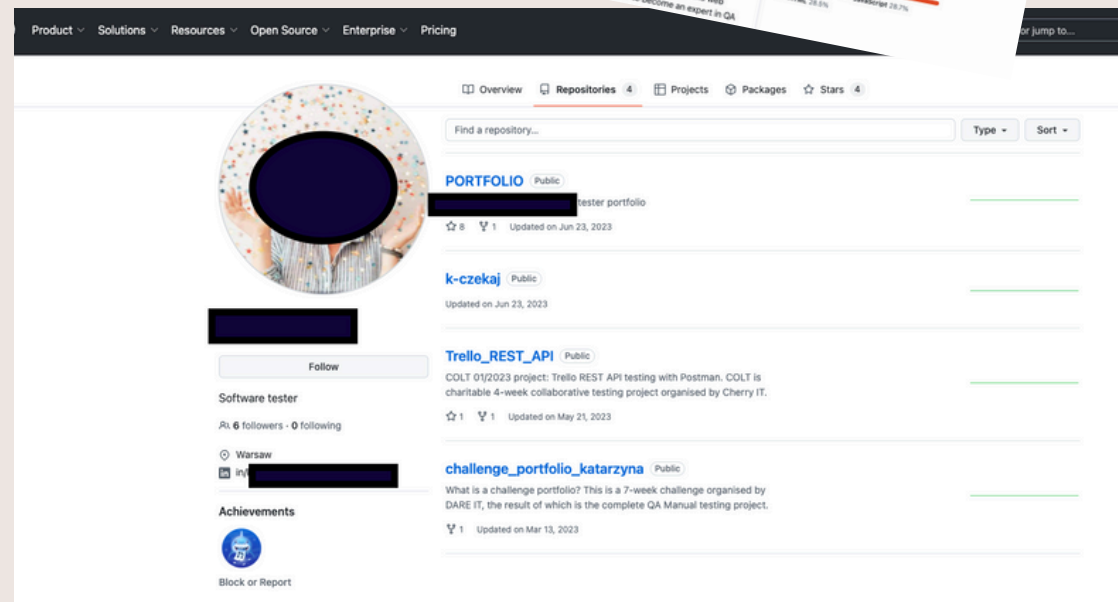 become an expert in QA
28.7%
Product Solutions Resources Open Source Enterprise Pricing
or jump to...
Overview Repositories 4 Projects Packages Stars 4
Find a repository...
Type Sort
PORTFOLIO Public
tester portfolio
8 1 Updated on Jun 23, 2023
k-czekaj Public
Updated on Jun 23, 2023
Follow
Trello_REST_API Public
COLT 01/2023 project: Trello REST API testing with Postman. COLT is
charitable 4-week collaborative testing project organised by Cherry IT.
1 1 Updated on May 21, 2023
Software tester
6 followers · 0 following
Warsaw
in/
challenge_portfolio_katarzyna Public
What is a challenge portfolio? This is a 7-week challenge organised by
DARE IT, the result of which is the complete QA Manual testing project.
1 Updated on Mar 13, 2023
Achievements
Block or Report